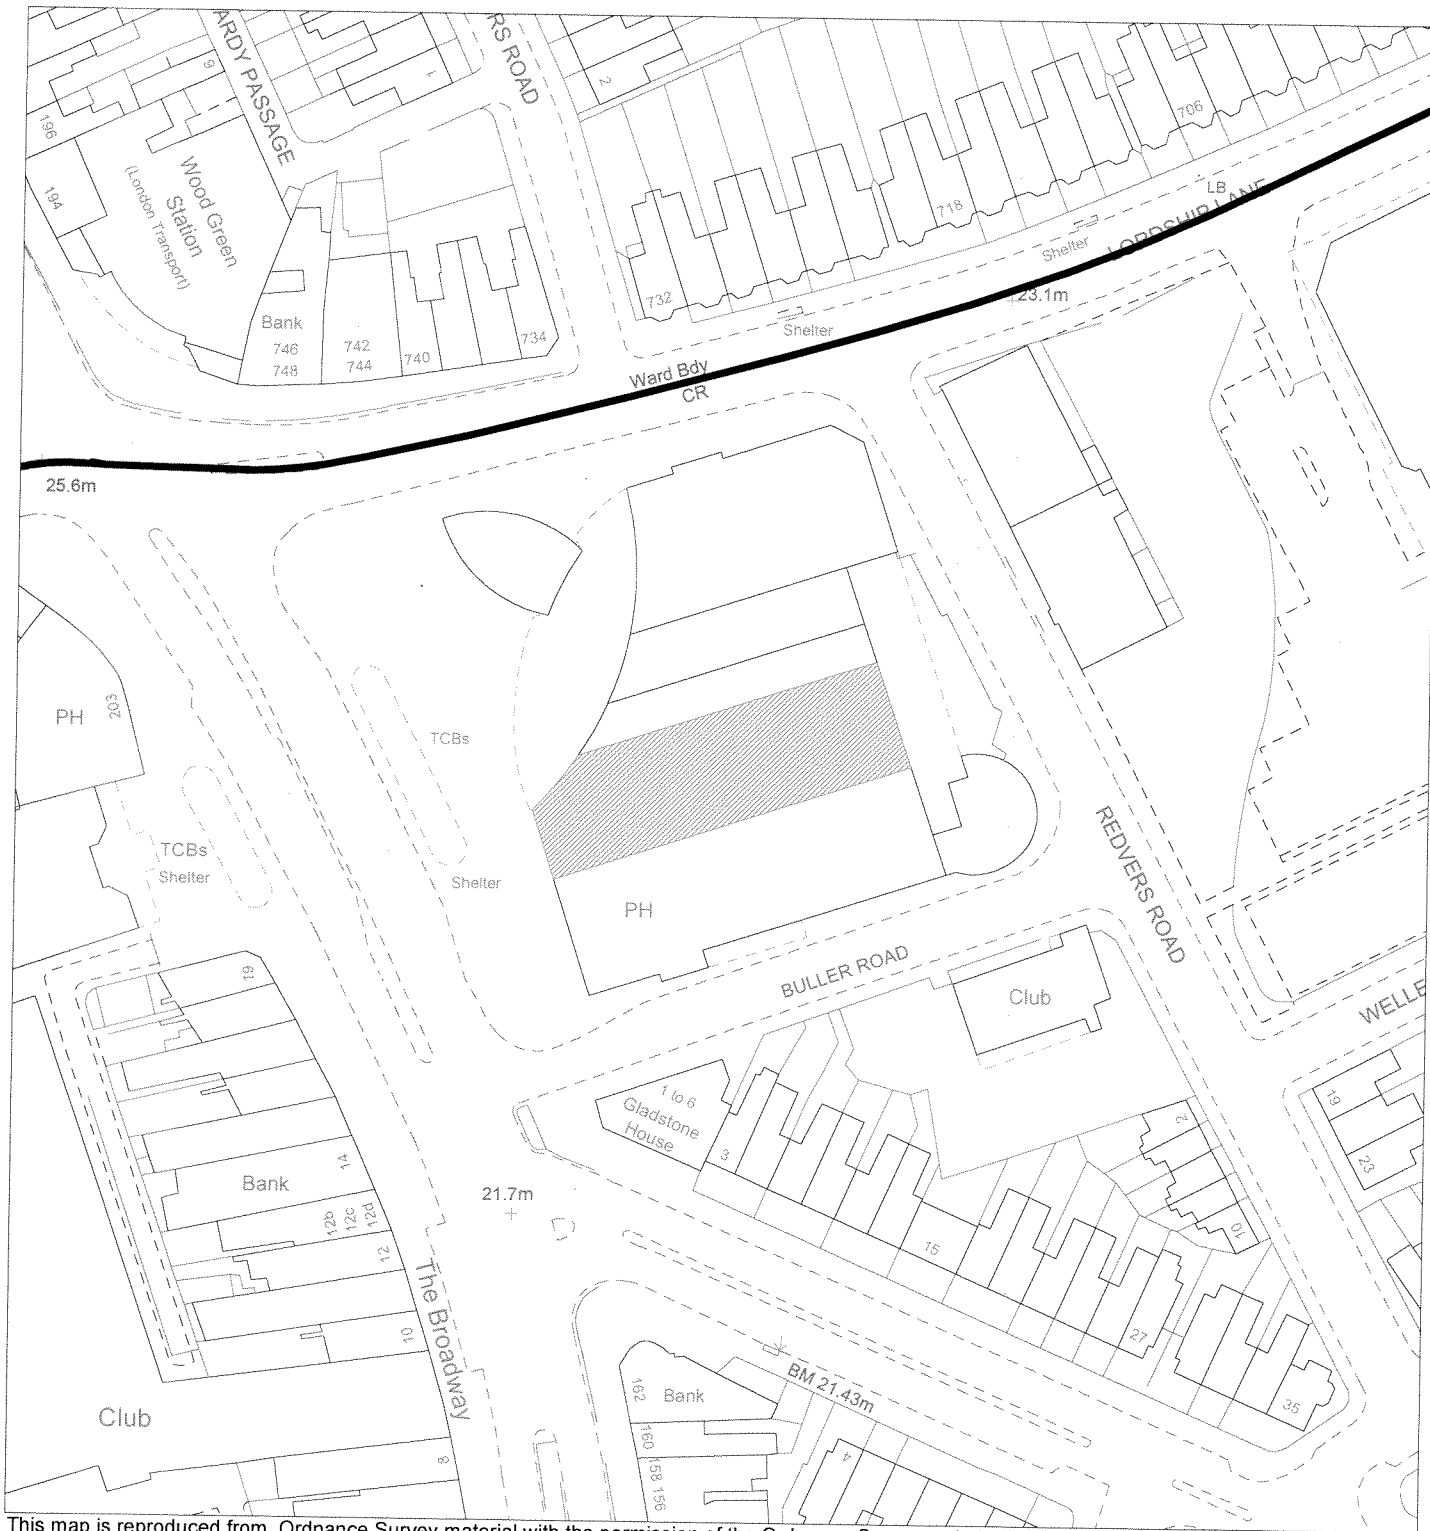 ARDY PASSAGE
RS ROAD
9
1
2
196
194
Wood Green
Station
(London Transport)
706
718
LB
LORDSHIP LANE
Shelter
732
23.1m
Shelter
Bank
746
748
742
744
740
734
Ward Bdy
CR
25.6m
PH
203
TCBs
TCBs
Shelter
Shelter
PH
REDVERS ROAD
BULLER ROAD
Club
WELLE
19
1 to 6
Gladstone
House
3
2
19
23
14
Bank
12b
12c
12d
12
21.7m
15
10
The Broadway
10
27
BM 21.43m
162
Bank
35
Club
160
158
156
8
4
This map is reproduced from Ordnance Survey material with the permission of the